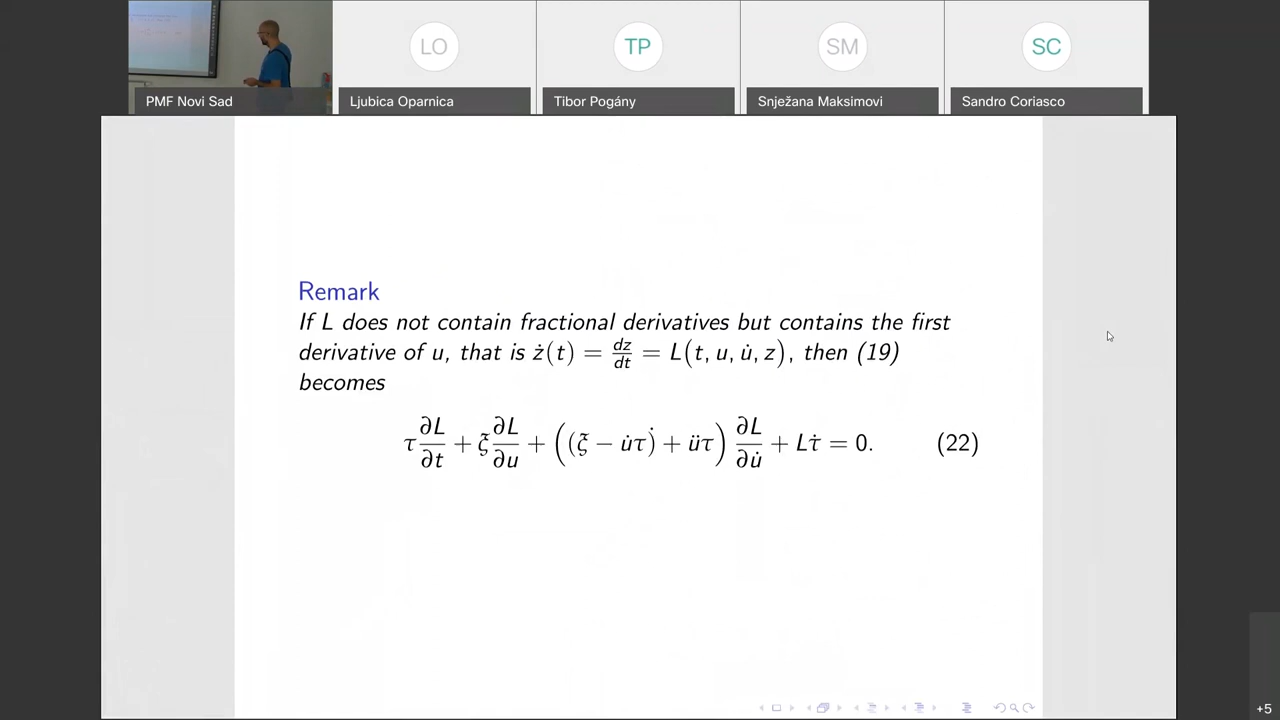 LO
TP
SM
SC
PMF Novi Sad
Ljubica Oparnica
Tibor Pogány
Snježana Maksimovi
Sandro Coriasco
Remark
If L does not contain fractional derivatives but contains the first
derivative of u, that is ż(t) = dz/dt = L(t, u, u̇, z), then (19)
becomes
τ ∂L/∂t + ξ ∂L/∂u + ((ξ − u̇τ)˙ + üτ) ∂L/∂u̇ + Lτ̇ = 0. (22)
+5